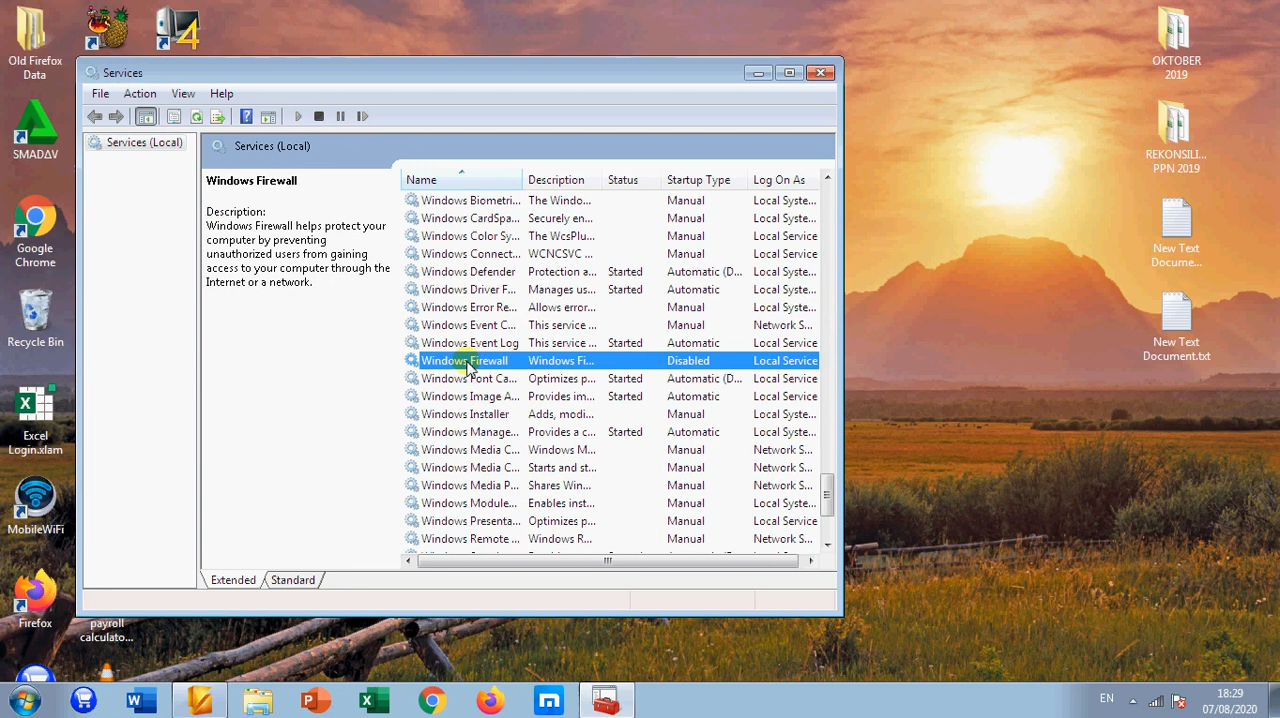 Old Firefox
Data
SMADΔV
Google
Chrome
Recycle Bin
Excel
Login.xlam
MobileWiFi
Firefox
payroll
calculato...
OKTOBER
2019
REKONSILI...
PPN 2019
New Text
Docume...
New Text
Document.txt
Services
File Action View Help
Services (Local)
Services (Local)
Windows Firewall
Description:
Windows Firewall helps protect your
computer by preventing
unauthorized users from gaining
access to your computer through the
Internet or a network.
Name Description Status Startup Type Log On As
Windows Biometri... The Windo... Manual Local Syste...
Windows CardSpa... Securely en... Manual Local Syste...
Windows Color Sy... The WcsPlu... Manual Local Service
Windows Connect... WCNCSVC ... Manual Local Service
Windows Defender Protection a... Started Automatic (D... Local Syste...
Windows Driver F... Manages us... Started Automatic Local Syste...
Windows Error Re... Allows error... Manual Local Syste...
Windows Event C... This service ... Manual Network S...
Windows Event Log This service ... Started Automatic Local Service
Windows Firewall Windows Fi... Disabled Local Service
Windows Font Ca... Optimizes p... Started Automatic (D... Local Service
Windows Image A... Provides im... Started Automatic Local Service
Windows Installer Adds, modi... Manual Local Syste...
Windows Manage... Provides a c... Started Automatic Local Syste...
Windows Media C... Windows M... Manual Network S...
Windows Media C... Starts and st... Manual Network S...
Windows Media P... Shares Win... Manual Network S...
Windows Module... Enables inst... Manual Local Syste...
Windows Presenta... Optimizes p... Manual Local Service
Windows Remote ... Windows R... Manual Network S...
Extended Standard
EN
18:29
07/08/2020